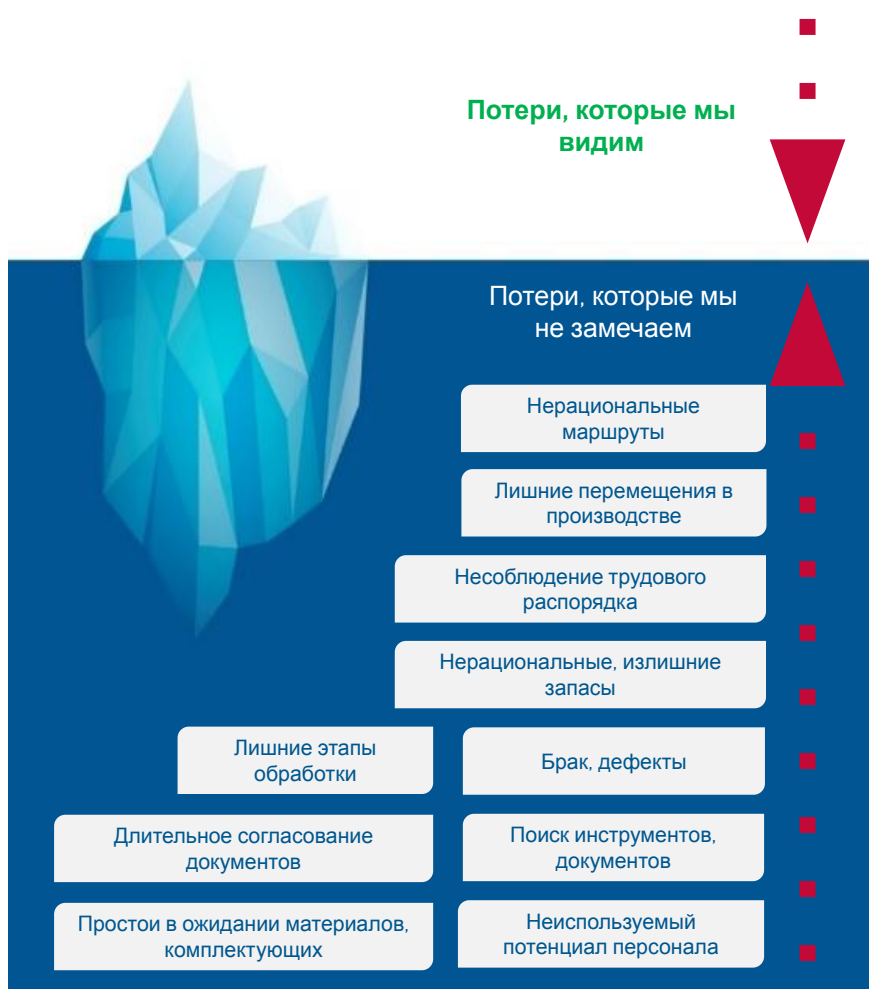 Потери, которые мы
видим
Потери, которые мы
не замечаем
Нерациональные
маршруты
Лишние перемещения в
производстве
Несоблюдение трудового
распорядка
Нерациональные, излишние
запасы
Лишние этапы
обработки
Брак, дефекты
Длительное согласование
документов
Поиск инструментов,
документов
Простои в ожидании материалов,
комплектующих
Неиспользуемый
потенциал персонала